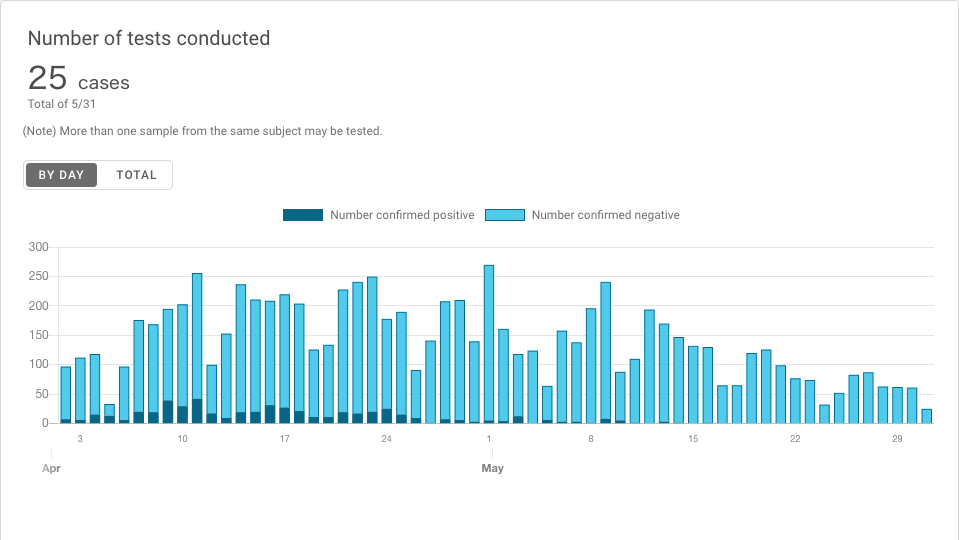 Number of tests conducted
25 cases
Total of 5/31
(Note) More than one sample from the same subject may be tested.
BY DAY TOTAL
Number confirmed positive Number confirmed negative
300
250
200
150
100
50
0
3 10 17 24 1 8 15 22 29
Apr May